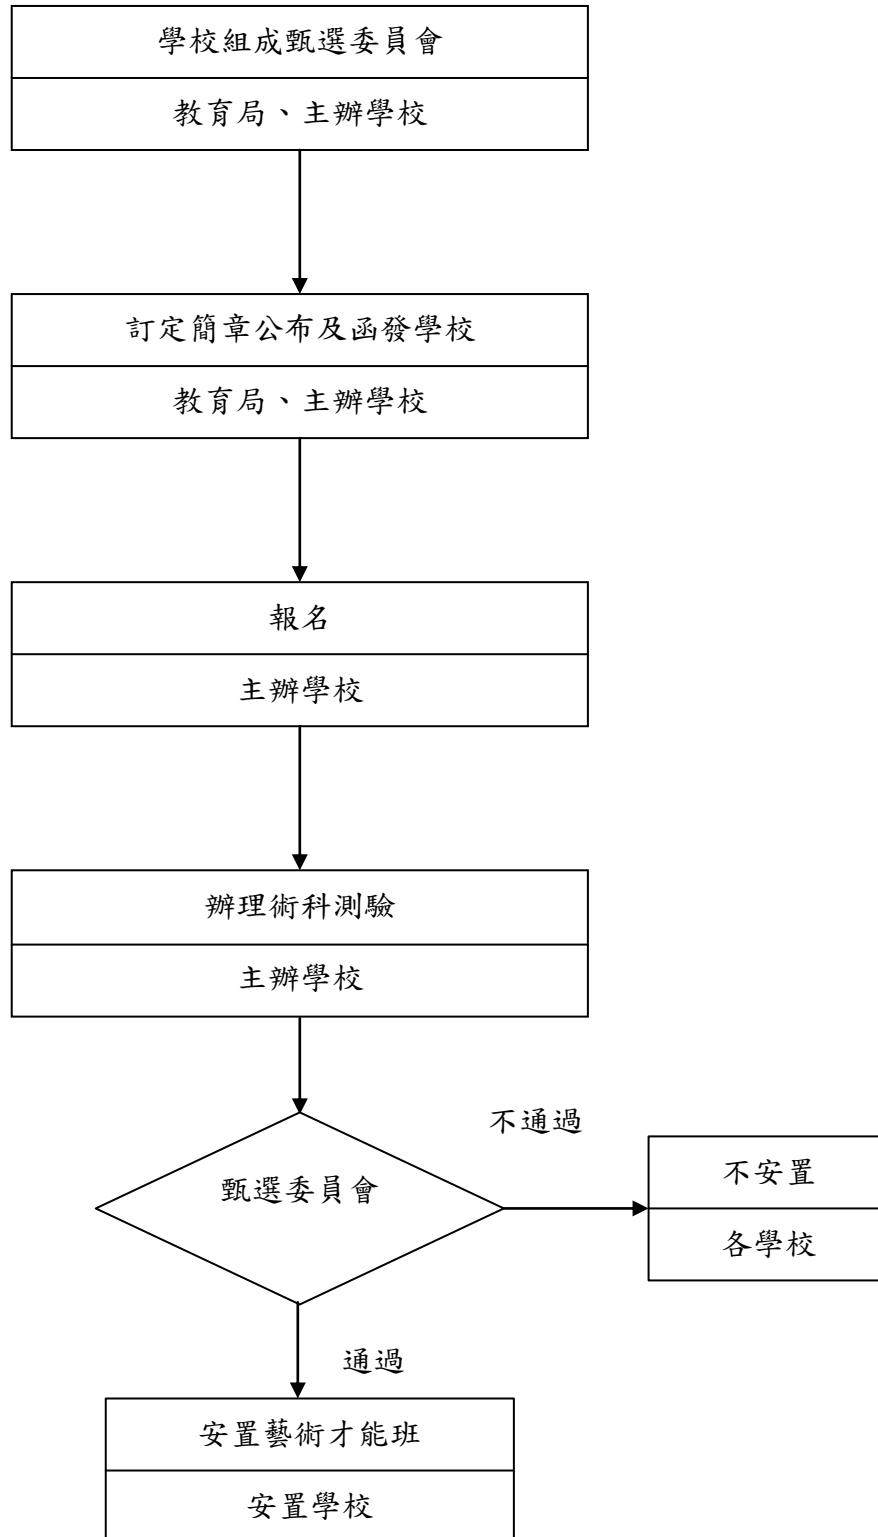 學校組成甄選委員會
教育局、主辦學校
訂定簡章公布及函發學校
教育局、主辦學校
報名
主辦學校
辦理術科測驗
主辦學校
甄選委員會
不通過
不安置
各學校
通過
安置藝術才能班
安置學校